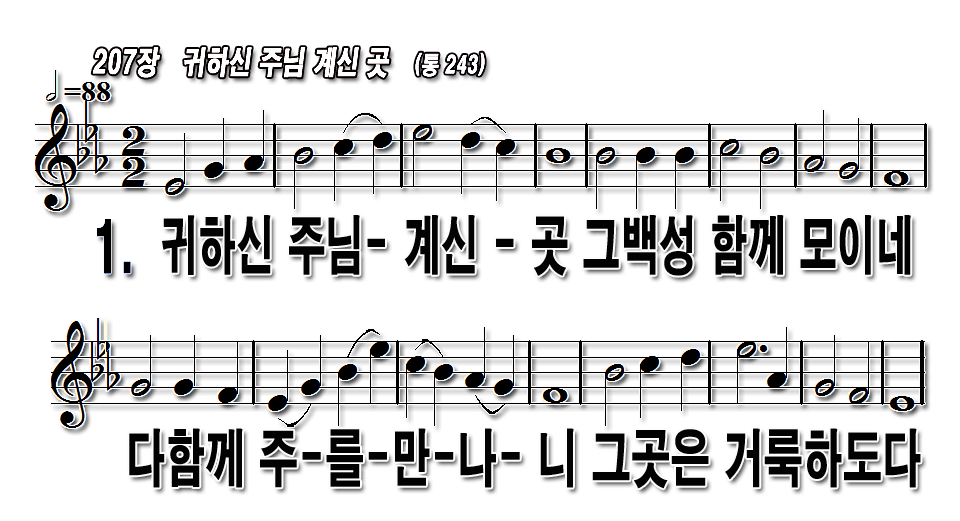 207장 귀하신 주님 계신 곳 (통 243)
=88
2
2
1. 귀하신 주님- 계신 - 곳 그백성 함께 모이네
다함께 주-를-만-나- 니 그곳은 거룩하도다